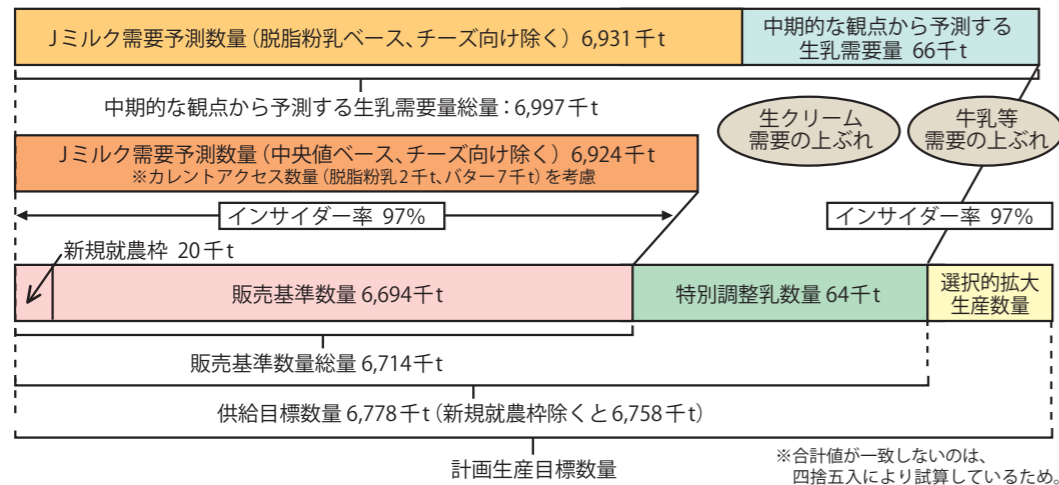 Jミルク需要予測数量（脱脂粉乳ベース、チーズ向け除く）6,931千t
中期的な観点から予測する
生乳需要量 66千t
中期的な観点から予測する生乳需要量総量：6,997千t
生クリーム
需要の上ぶれ
牛乳等
需要の上ぶれ
Jミルク需要予測数量（中央値ベース、チーズ向け除く）6,924千t
※カレントアクセス数量（脱脂粉乳2千t、バター7千t）を考慮
インサイダー率 97%
インサイダー率 97%
新規就農枠 20千t
販売基準数量 6,694千t
特別調整乳数量 64千t
選択的拡大
生産数量
販売基準数量総量 6,714千t
供給目標数量 6,778千t（新規就農枠除くと6,758千t）
計画生産目標数量
※合計値が一致しないのは、
四捨五入により試算しているため。